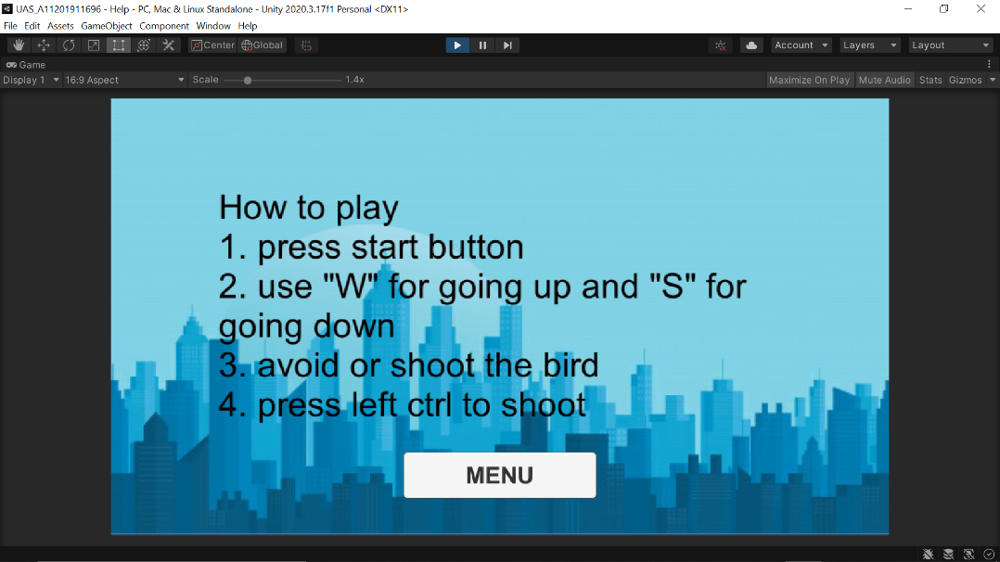 UAS_A11201911696 - Help - PC, Mac & Linux Standalone - Unity 2020.3.17f1 Personal <DX11>
File Edit Assets GameObject Component Window Help
Center Global Account Layers Layout
Game
Display 1 16:9 Aspect Scale 1.4x Maximize On Play Mute Audio Stats Gizmos
How to play
1. press start button
2. use "W" for going up and "S" for
going down
3. avoid or shoot the bird
4. press left ctrl to shoot
MENU